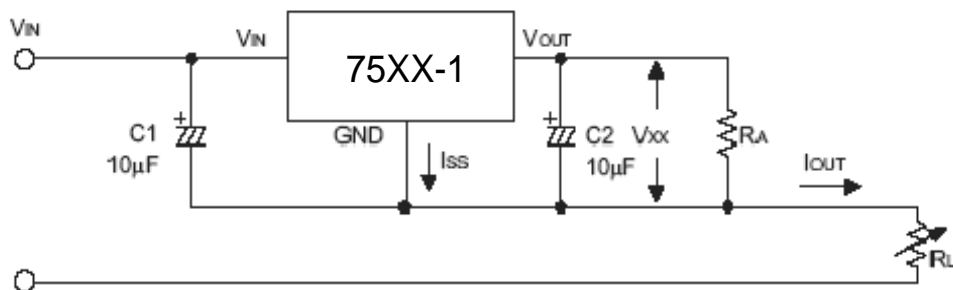 VIN
VIN
75XX-1
VOUT
GND
C1
10μF
ISS
C2
10μF
VXX
RA
IOUT
RL